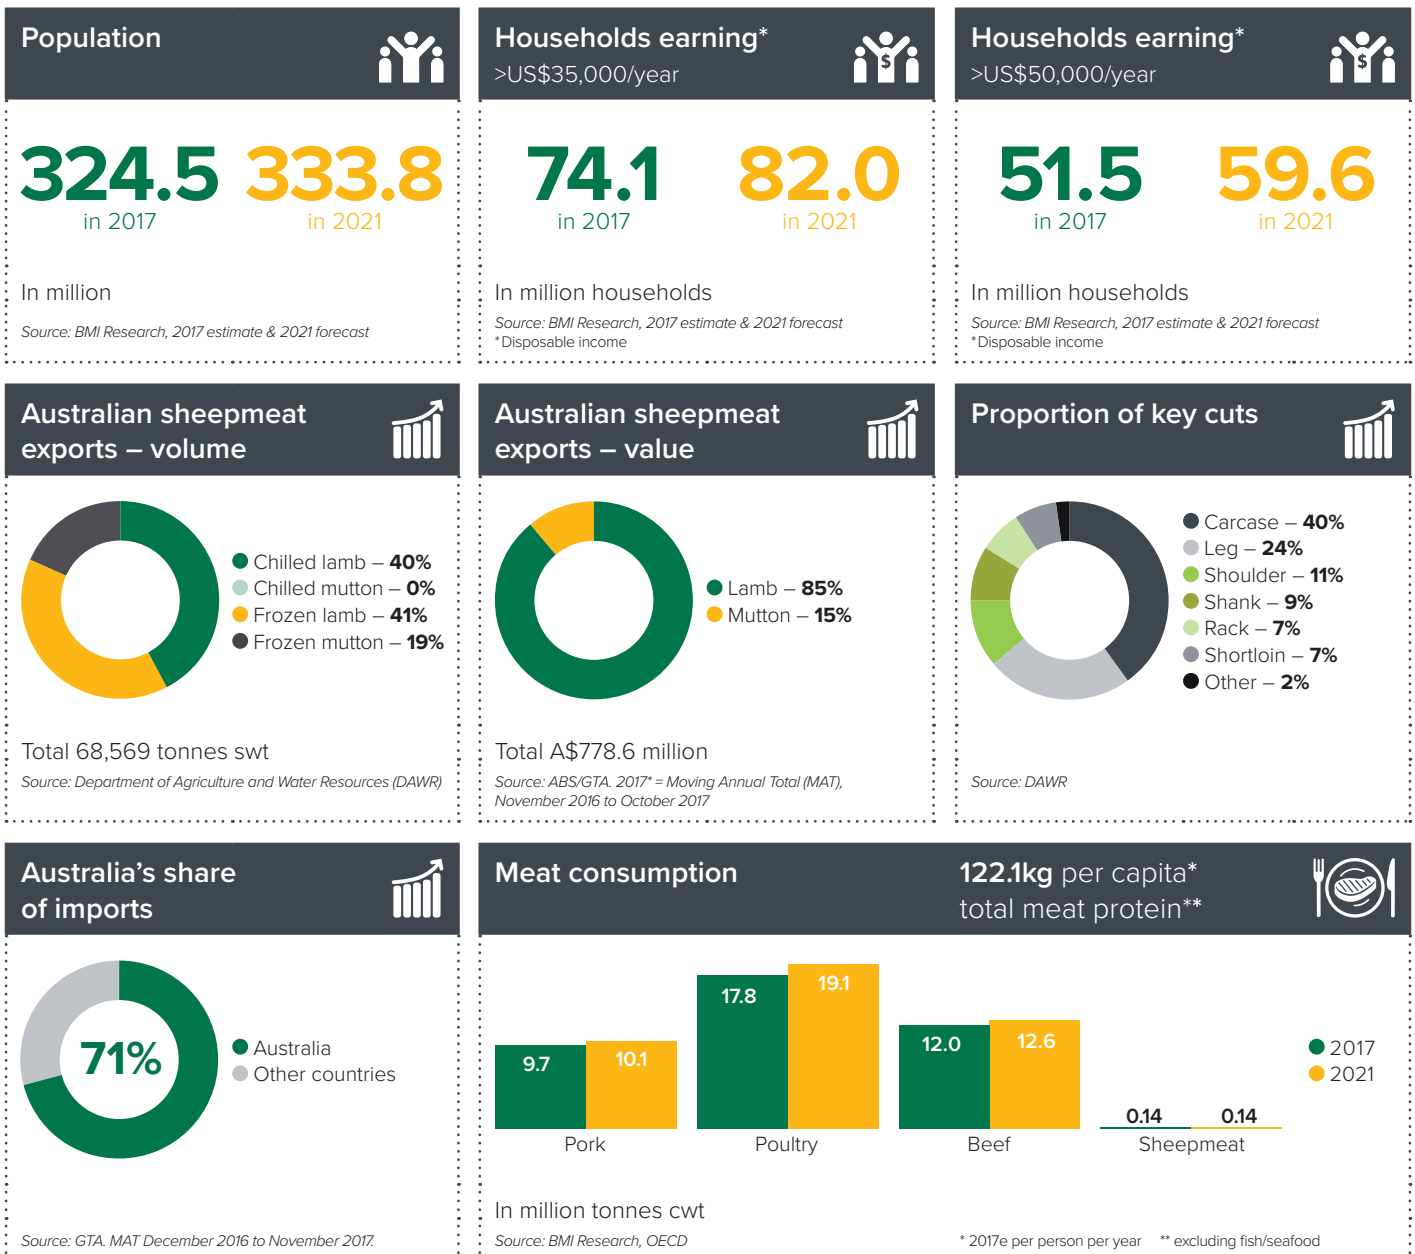 Population
324.5 333.8
in 2017 in 2021
In million
Source: BMI Research, 2017 estimate & 2021 forecast
Households earning*
>US$35,000/year
$
74.1 82.0
in 2017 in 2021
In million households
Source: BMI Research, 2017 estimate & 2021 forecast
*Disposable income
Households earning*
>US$50,000/year
$
51.5 59.6
in 2017 in 2021
In million households
Source: BMI Research, 2017 estimate & 2021 forecast
*Disposable income
Australian sheepmeat
exports – volume
Chilled lamb – 40%
Chilled mutton – 0%
Frozen lamb – 41%
Frozen mutton – 19%
Total 68,569 tonnes swt
Source: Department of Agriculture and Water Resources (DAWR)
Australian sheepmeat
exports – value
Lamb – 85%
Mutton – 15%
Total A$778.6 million
Source: ABS/GTA. 2017* = Moving Annual Total (MAT),
November 2016 to October 2017
Proportion of key cuts
Carcase – 40%
Leg – 24%
Shoulder – 11%
Shank – 9%
Rack – 7%
Shortloin – 7%
Other – 2%
Source: DAWR
Australia's share
of imports
71%
Australia
Other countries
Source: GTA. MAT December 2016 to November 2017.
Meat consumption
122.1kg per capita*
total meat protein**
9.7 10.1 17.8 19.1 12.0 12.6 0.14 0.14
Pork Poultry Beef Sheepmeat
2017
2021
In million tonnes cwt
Source: BMI Research, OECD
* 2017e per person per year ** excluding fish/seafood